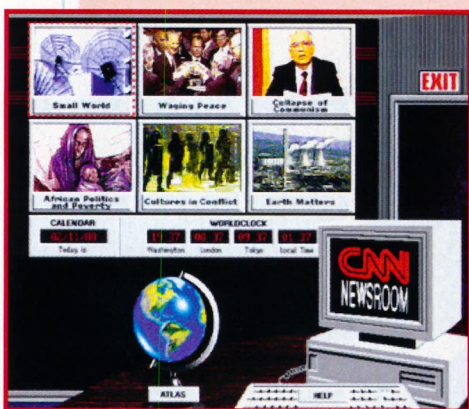 EXIT
Small World
Waging Peace
Collapse of
Communism
African Politics
and Poverty
Cultures in Conflict
Earth Matters
CALENDAR
Today is
WORLDCLOCK
Washington London Tokyo Local Time
CNN
NEWSROOM
ATLAS
HELP